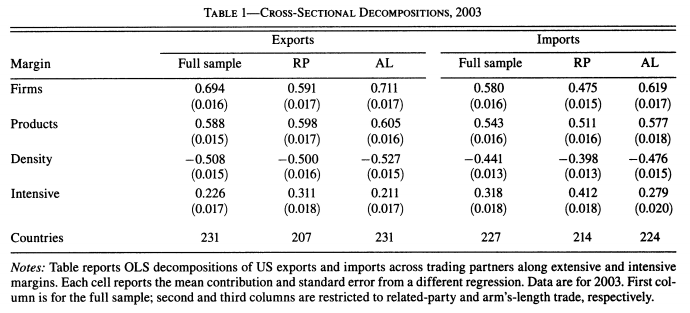 TABLE 1—CROSS-SECTIONAL DECOMPOSITIONS, 2003
Exports Imports
Margin Full sample RP AL Full sample RP AL
Firms 0.694 0.591 0.711 0.580 0.475 0.619
(0.016) (0.017) (0.017) (0.016) (0.015) (0.017)
Products 0.588 0.598 0.605 0.543 0.511 0.577
(0.015) (0.017) (0.016) (0.016) (0.016) (0.018)
Density −0.508 −0.500 −0.527 −0.441 −0.398 −0.476
(0.015) (0.016) (0.015) (0.013) (0.013) (0.015)
Intensive 0.226 0.311 0.211 0.318 0.412 0.279
(0.017) (0.018) (0.017) (0.018) (0.018) (0.020)
Countries 231 207 231 227 214 224
Notes: Table reports OLS decompositions of US exports and imports across trading partners along extensive and intensive
margins. Each cell reports the mean contribution and standard error from a different regression. Data are for 2003. First col-
umn is for the full sample; second and third columns are restricted to related-party and arm's-length trade, respectively.